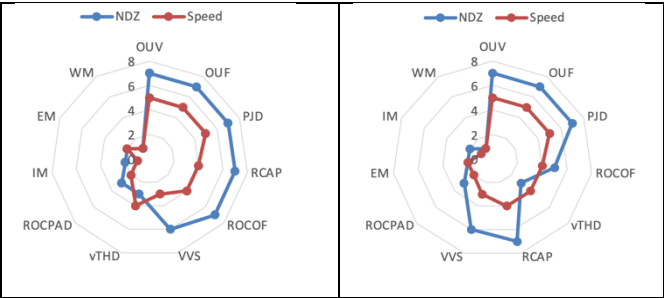 NDZ Speed
OUV
OUF
PJD
RCAP
ROCOF
VVS
vTHD
ROCPAD
IM
EM
WM
8
6
4
2
0
NDZ Speed
OUV
OUF
PJD
ROCOF
vTHD
RCAP
VVS
ROCPAD
EM
IM
WM
8
6
4
2
0